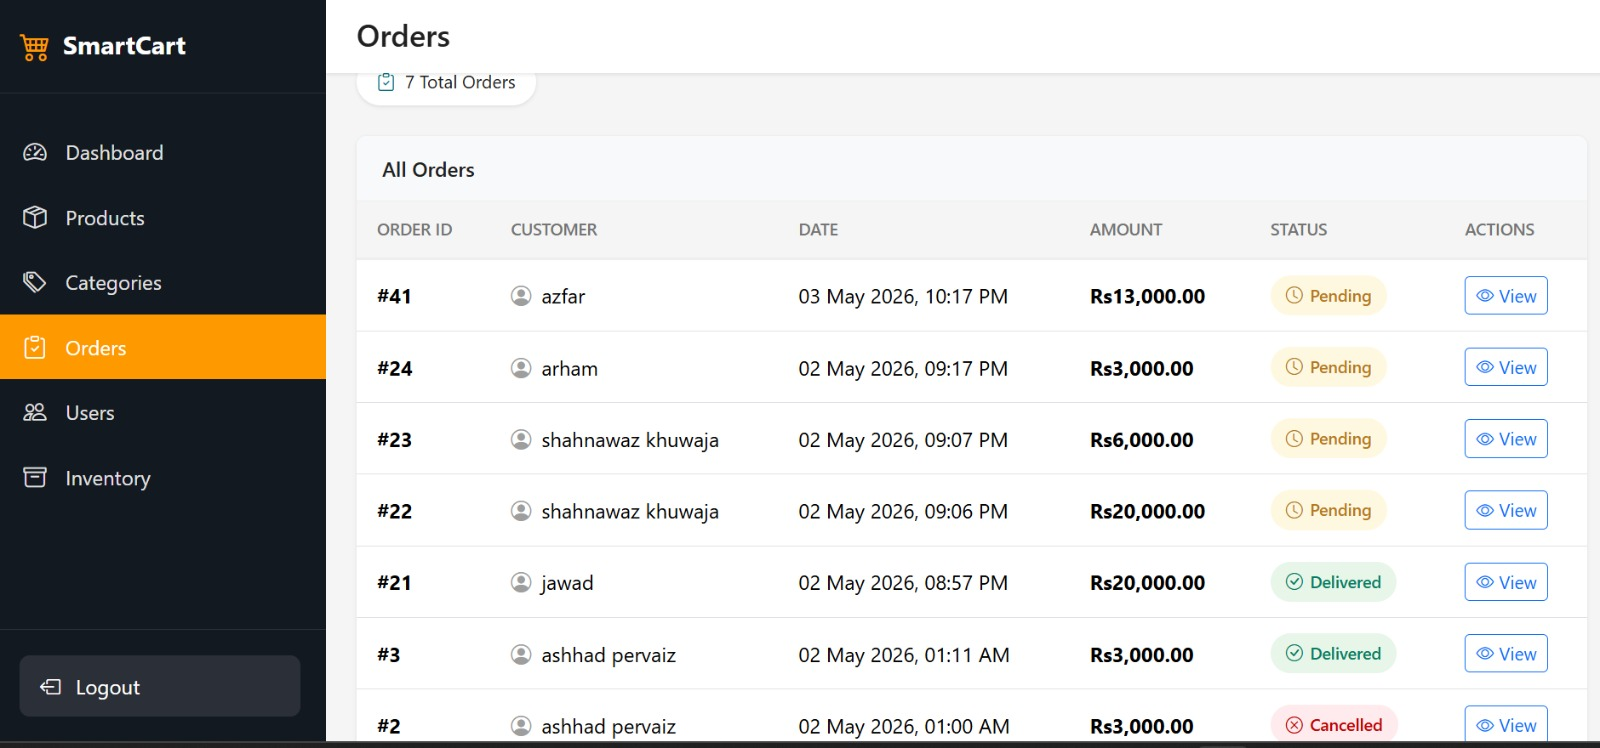 SmartCart
Dashboard
Products
Categories
Orders
Users
Inventory
Logout
Orders
7 Total Orders
All Orders
ORDER ID CUSTOMER DATE AMOUNT STATUS ACTIONS
#41 azfar 03 May 2026, 10:17 PM Rs13,000.00 Pending View
#24 arham 02 May 2026, 09:17 PM Rs3,000.00 Pending View
#23 shahnawaz khuwaja 02 May 2026, 09:07 PM Rs6,000.00 Pending View
#22 shahnawaz khuwaja 02 May 2026, 09:06 PM Rs20,000.00 Pending View
#21 jawad 02 May 2026, 08:57 PM Rs20,000.00 Delivered View
#3 ashhad pervaiz 02 May 2026, 01:11 AM Rs3,000.00 Delivered View
#2 ashhad pervaiz 02 May 2026, 01:00 AM Rs3,000.00 Cancelled View